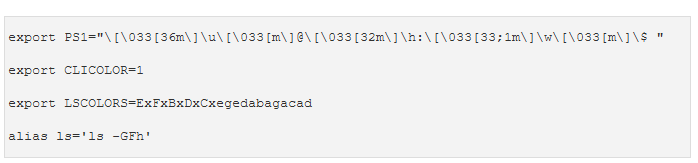 export PS1="\[\033[36m\]\u\[\033[m\]@\[\033[32m\]\h:\[\033[33;1m\]\w\[\033[m\]\$ "
export CLICOLOR=1
export LSCOLORS=ExFxBxDxCxegedabagacad
alias ls='ls -GFh'